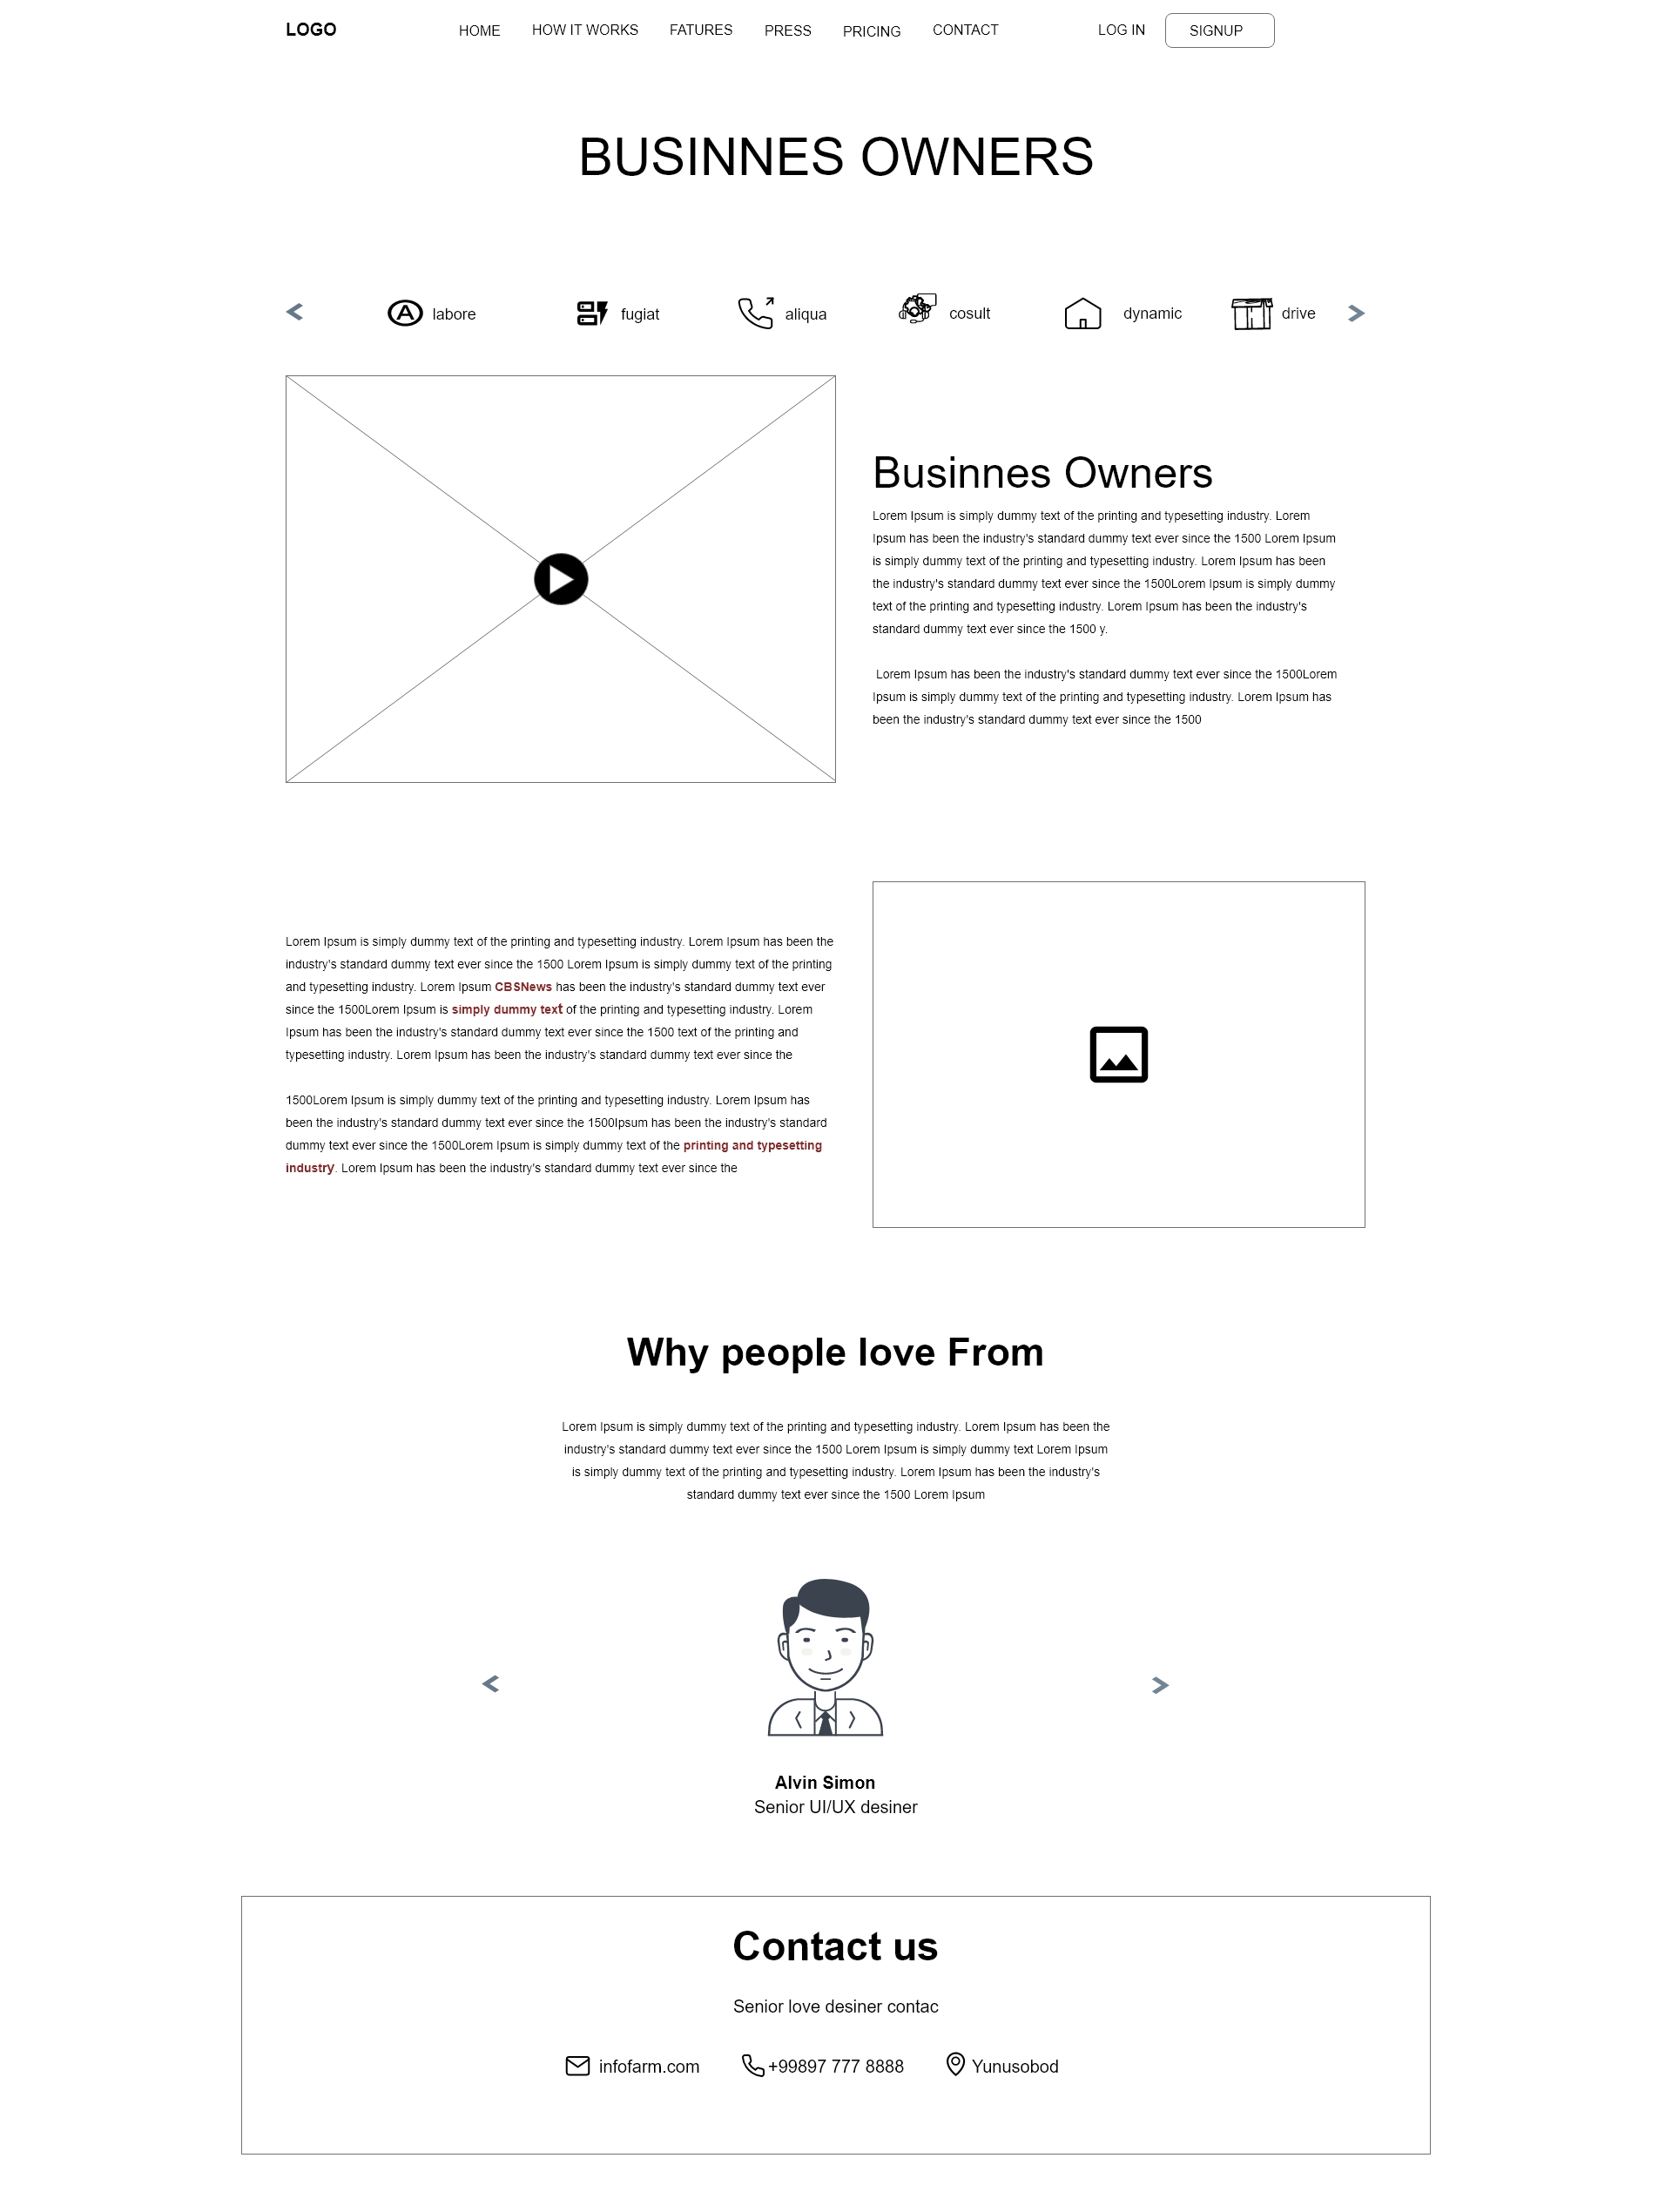 LOGO HOME HOW IT WORKS FATURES PRESS PRICING CONTACT LOG IN SIGNUP
BUSINNES OWNERS
labore fugiat aliqua cosult dynamic drive
Businnes Owners
Lorem Ipsum is simply dummy text of the printing and typesetting industry. Lorem
Ipsum has been the industry's standard dummy text ever since the 1500 Lorem Ipsum
is simply dummy text of the printing and typesetting industry. Lorem Ipsum has been
the industry's standard dummy text ever since the 1500Lorem Ipsum is simply dummy
text of the printing and typesetting industry. Lorem Ipsum has been the industry's
standard dummy text ever since the 1500 y.
Lorem Ipsum has been the industry's standard dummy text ever since the 1500Lorem
Ipsum is simply dummy text of the printing and typesetting industry. Lorem Ipsum has
been the industry's standard dummy text ever since the 1500
Lorem Ipsum is simply dummy text of the printing and typesetting industry. Lorem Ipsum has been the
industry's standard dummy text ever since the 1500 Lorem Ipsum is simply dummy text of the printing
and typesetting industry. Lorem Ipsum CBSNews has been the industry's standard dummy text ever
since the 1500Lorem Ipsum is simply dummy text of the printing and typesetting industry. Lorem
Ipsum has been the industry's standard dummy text ever since the 1500 text of the printing and
typesetting industry. Lorem Ipsum has been the industry's standard dummy text ever since the
1500Lorem Ipsum is simply dummy text of the printing and typesetting industry. Lorem Ipsum has
been the industry's standard dummy text ever since the 1500Ipsum has been the industry's standard
dummy text ever since the 1500Lorem Ipsum is simply dummy text of the printing and typesetting
industry. Lorem Ipsum has been the industry's standard dummy text ever since the
Why people love From
Lorem Ipsum is simply dummy text of the printing and typesetting industry. Lorem Ipsum has been the
industry's standard dummy text ever since the 1500 Lorem Ipsum is simply dummy text Lorem Ipsum
is simply dummy text of the printing and typesetting industry. Lorem Ipsum has been the industry's
standard dummy text ever since the 1500 Lorem Ipsum
Alvin Simon
Senior UI/UX desiner
Contact us
Senior love desiner contac
infofarm.com +99897 777 8888 Yunusobod